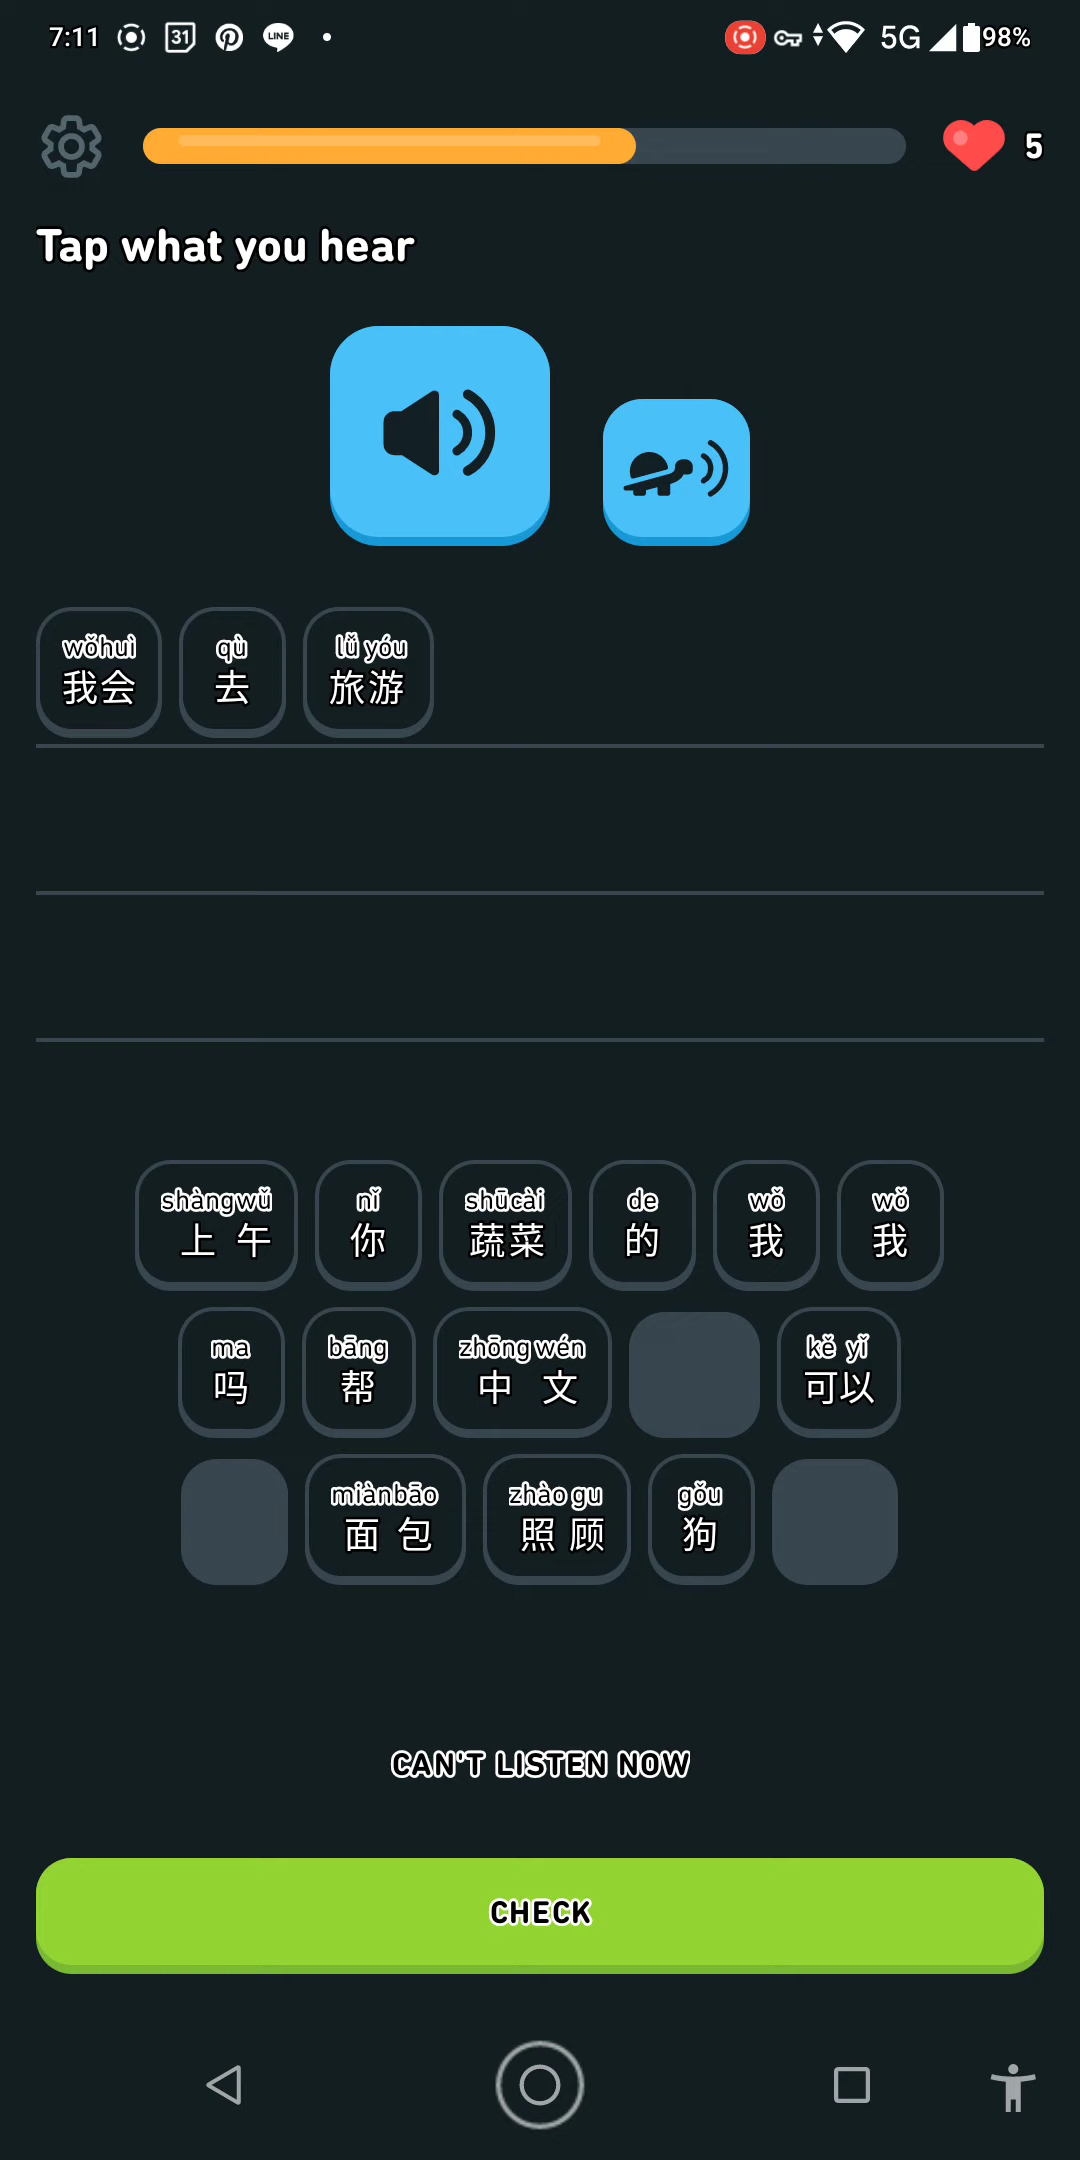 7:11 31 LINE 5G 98%
5
Tap what you hear
wǒhuì qù lǚ yóu
我会 去 旅游
shàngwǔ nǐ shūcài de wǒ wǒ
上午 你 蔬菜 的 我 我
ma bāng zhōng wén kě yǐ
吗 帮 中文 可以
miànbāo zhào gu gǒu
面包 照顾 狗
CAN'T LISTEN NOW
CHECK